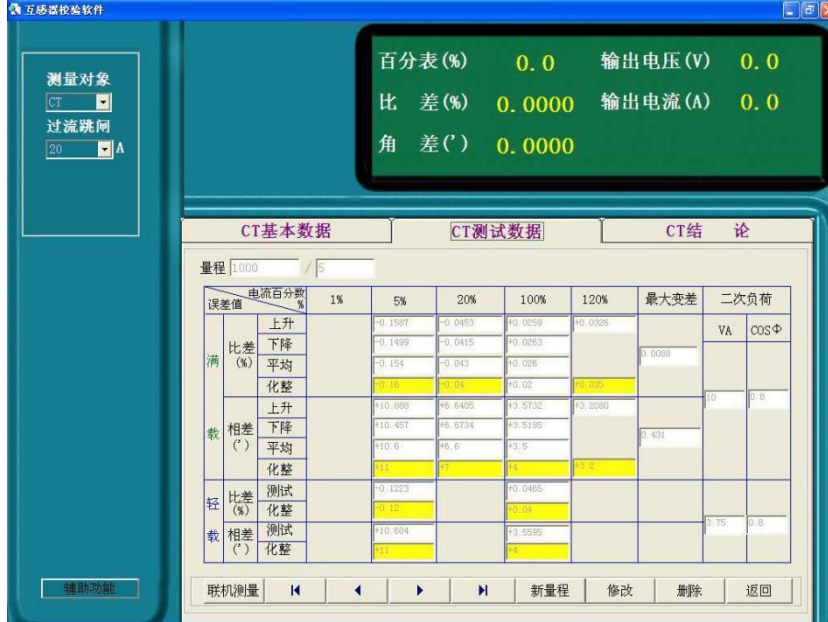 互感器校验软件
测量对象
CT
过流跳闸
20 A
辅助功能
百分表(%) 0.0 输出电压(V) 0.0
比 差(%) 0.0000 输出电流(A) 0.0
角 差(') 0.0000
CT基本数据 CT测试数据 CT结 论
量程 1000 / 5
误差值 电流百分数 % 1% 5% 20% 100% 120% 最大变差 二次负荷
VA COSΦ
满载 比差(%) 上升 -0.1587 -0.0453 +0.0259 +0.0326
下降 -0.1499 -0.0415 +0.0263 0.0088
平均 -0.154 -0.043 +0.026
化整 -0.16 -0.04 +0.02 +0.035
10 0.8
相差(') 上升 +10.888 +6.6405 +3.5732 +3.2080
下降 +10.457 +6.6734 +3.5195 0.431
平均 +10.6 +6.6 +3.5
化整 +11 +7 +4 +3.2
轻载 比差(%) 测试 -0.1223 +0.0465
化整 -0.12 +0.04
3.75 0.8
相差(') 测试 +10.604 +3.5595
化整 +11 +4
联机测量 新量程 修改 删除 返回